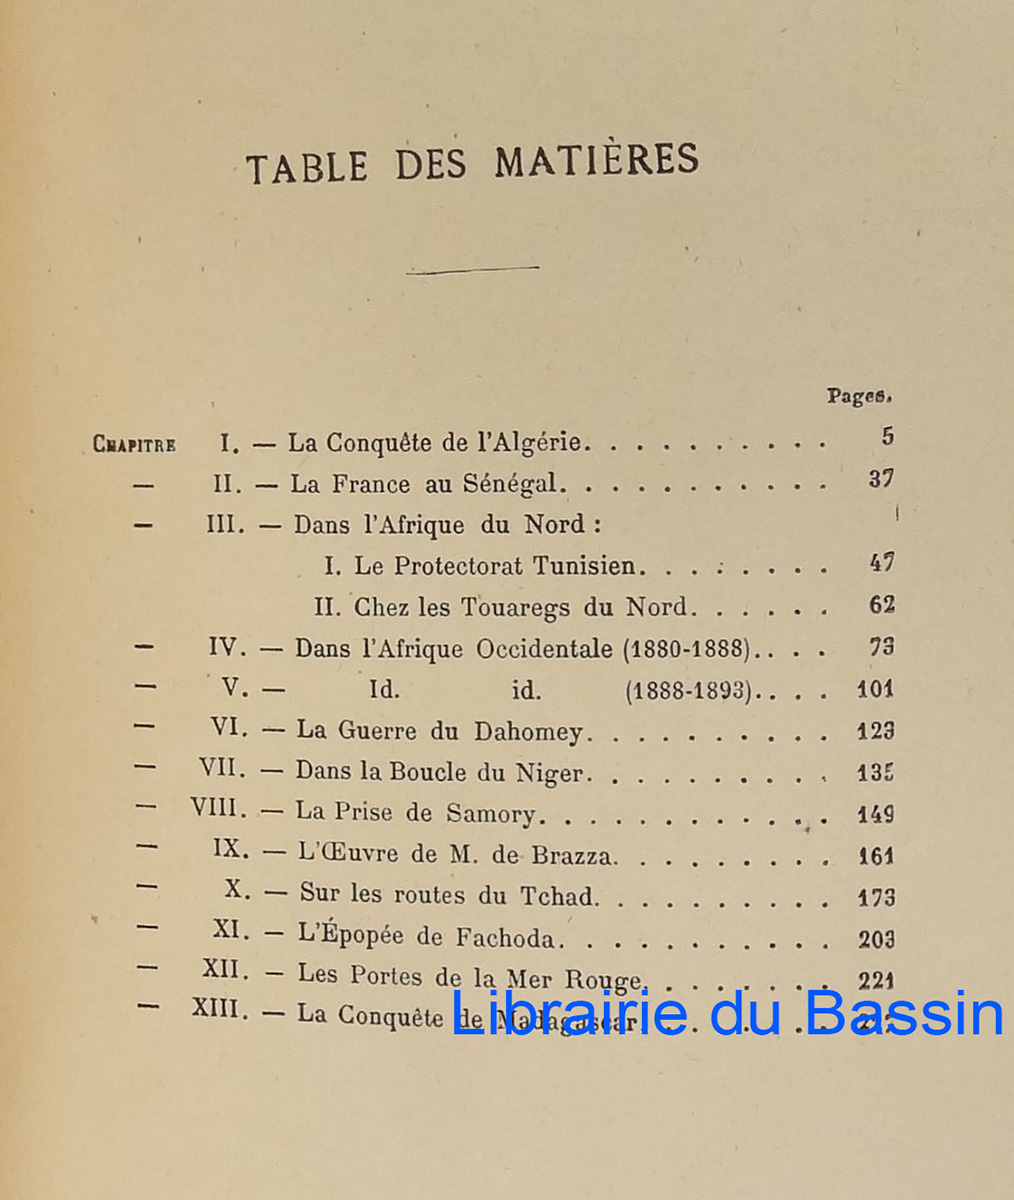 TABLE DES MATIÈRES
Pages.
CHAPITRE I. — La Conquête de l'Algérie. . . . . . . . . . . 5
— II. — La France au Sénégal. . . . . . . . . . . . 37
— III. — Dans l'Afrique du Nord :
I. Le Protectorat Tunisien. . . . . . . . 47
II. Chez les Touaregs du Nord. . . . . . 62
— IV. — Dans l'Afrique Occidentale (1880-1888). . . . 73
— V. — Id. id. (1888-1893). . . . 101
— VI. — La Guerre du Dahomey. . . . . . . . . . 123
— VII. — Dans la Boucle du Niger. . . . . . . . . . 135
— VIII. — La Prise de Samory. . . . . . . . . . . . 149
— IX. — L'Œuvre de M. de Brazza. . . . . . . . . 161
— X. — Sur les routes du Tchad. . . . . . . . . . 173
— XI. — L'Épopée de Fachoda. . . . . . . . . . . 203
— XII. — Les Portes de la Mer Rouge. . . . . . . . 221
— XIII. — La Conquête de Madagascar. . . . . . . .
Librairie du Bassin